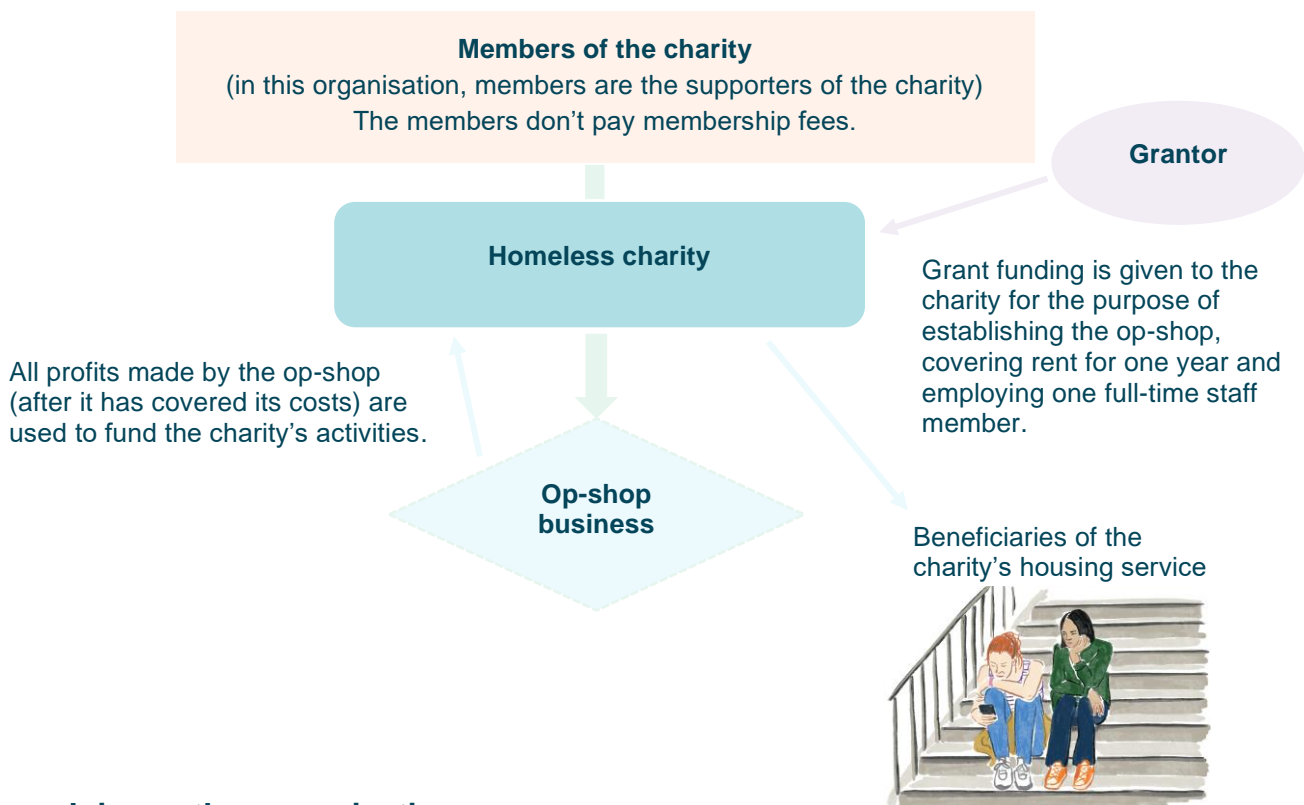 Members of the charity
(in this organisation, members are the supporters of the charity)
The members don't pay membership fees.
Grantor
Homeless charity
Grant funding is given to the
charity for the purpose of
establishing the op-shop,
covering rent for one year and
employing one full-time staff
member.
All profits made by the op-shop
(after it has covered its costs) are
used to fund the charity's activities.
Op-shop
business
Beneficiaries of the
charity's housing service